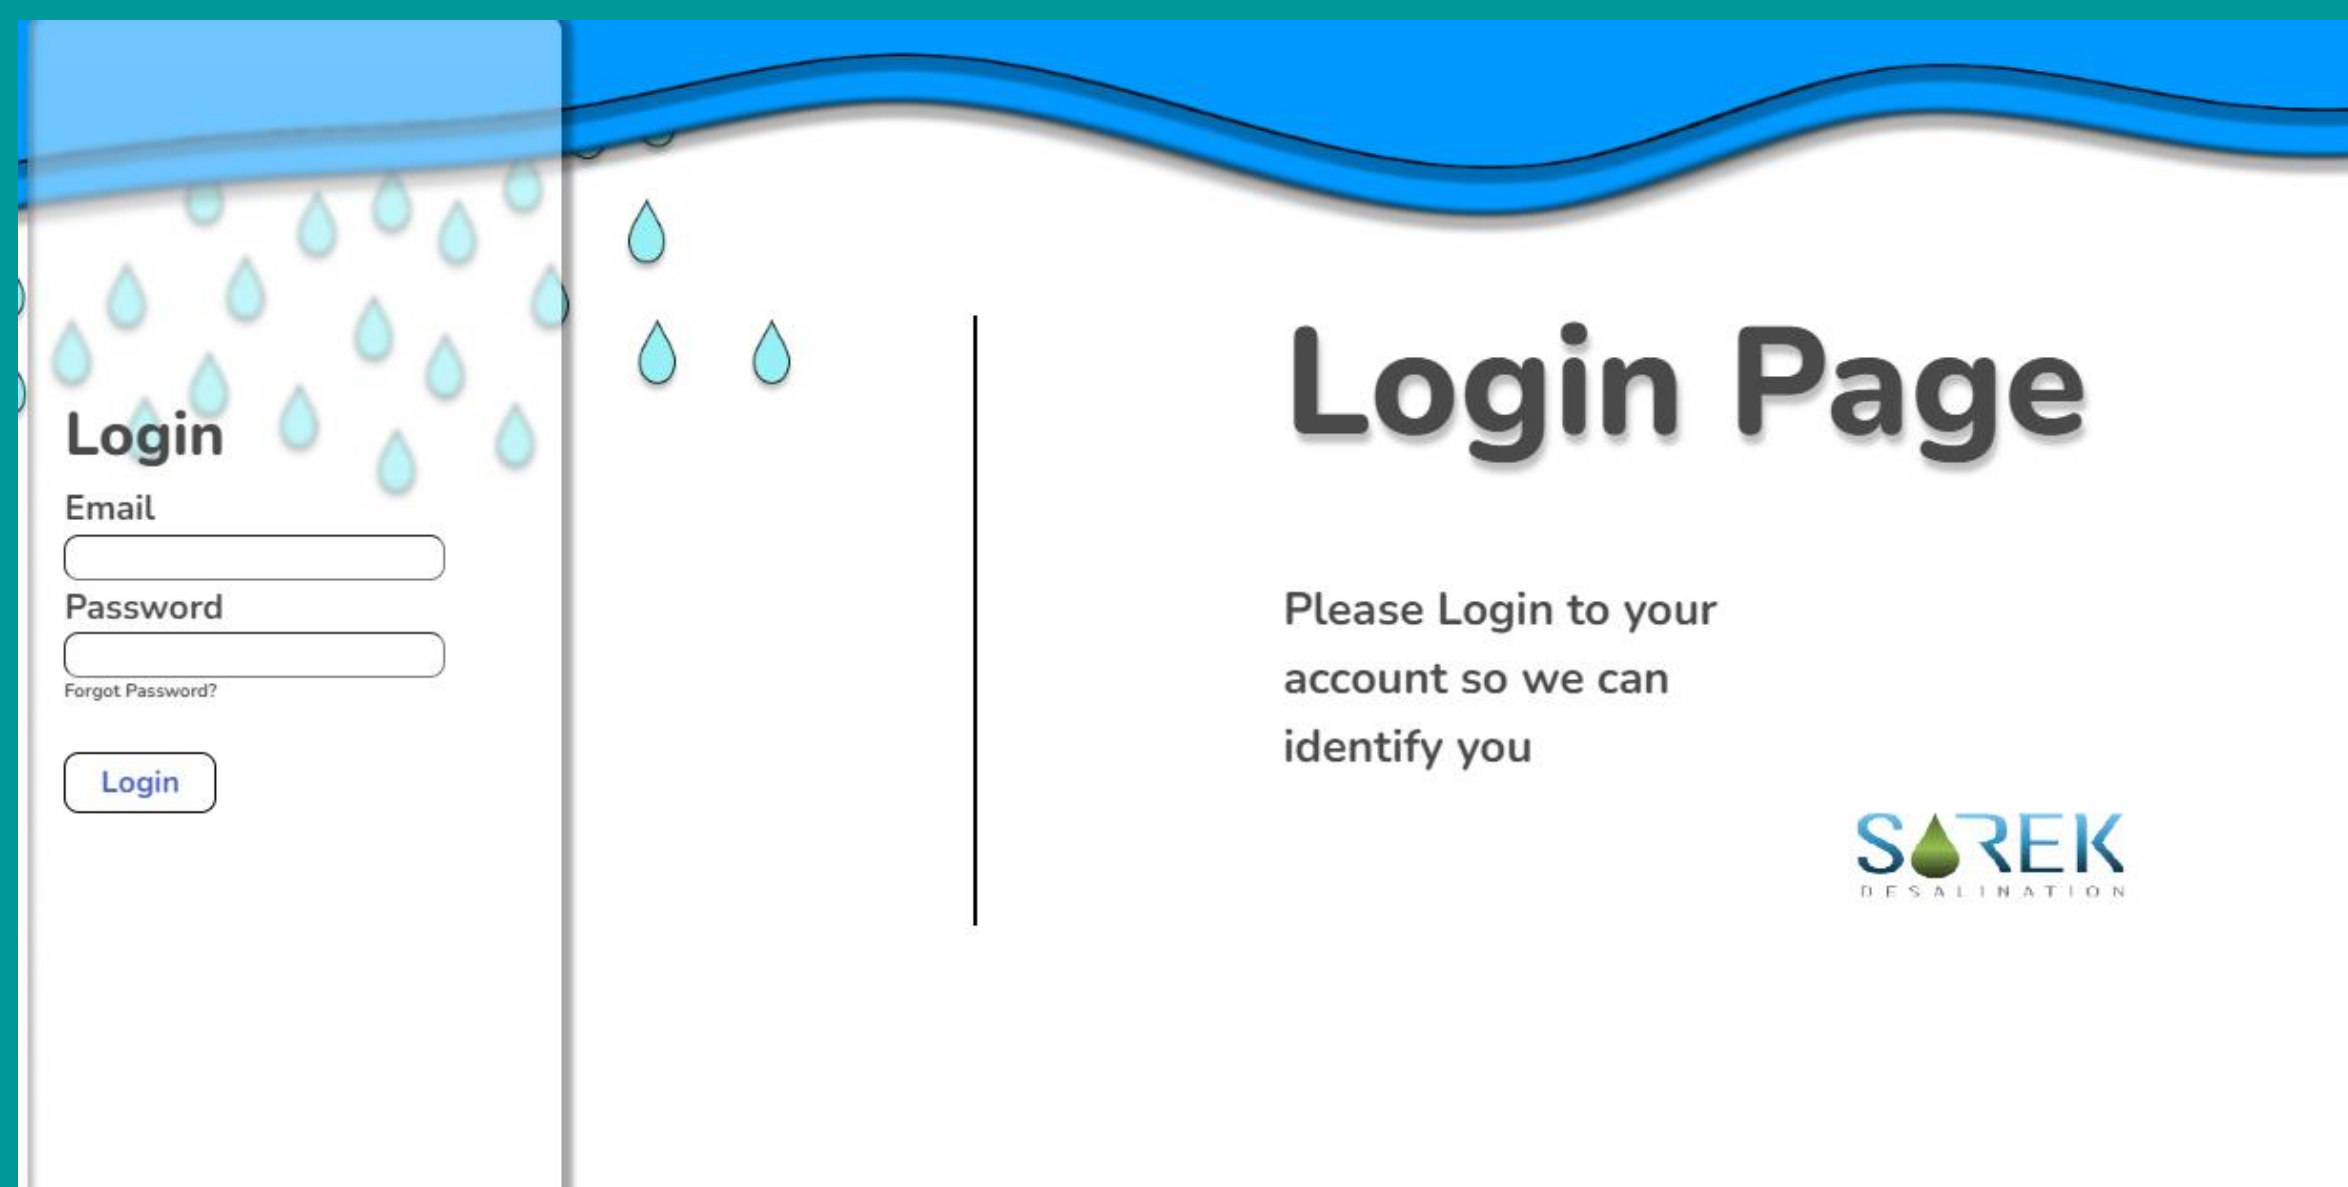 Login
Email
Password
Forgot Password?
Login
Login Page
Please Login to your
account so we can
identify you
SAREK
DESALINATION